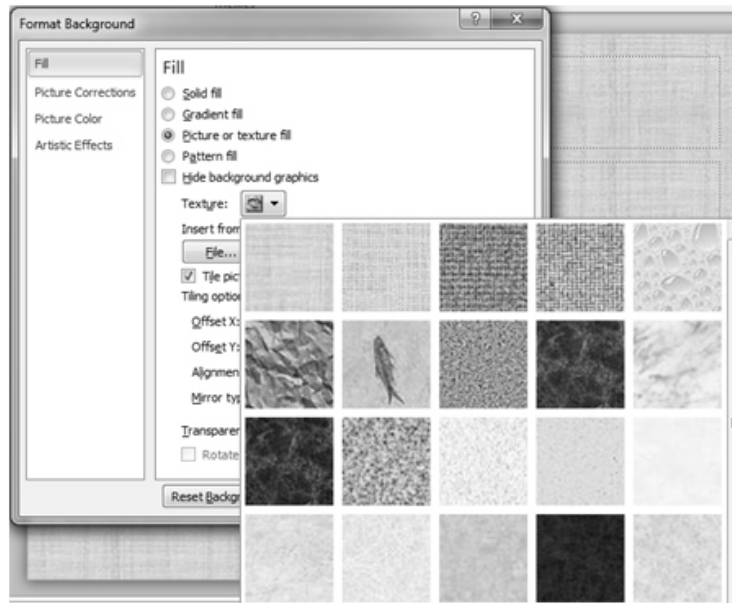 Format Background
Fill
Picture Corrections
Picture Color
Artistic Effects
Fill
Solid fill
Gradient fill
Picture or texture fill
Pattern fill
Hide background graphics
Texture:
Insert from
File...
Tile pic
Tiling optio
Offset X:
Offset Y:
Alignmen
Mirror typ
Transparen
Rotate
Reset Backgr